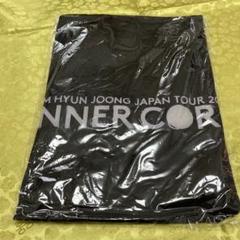 M HYUN JOONG JAPAN TOUR 20
NNER COR